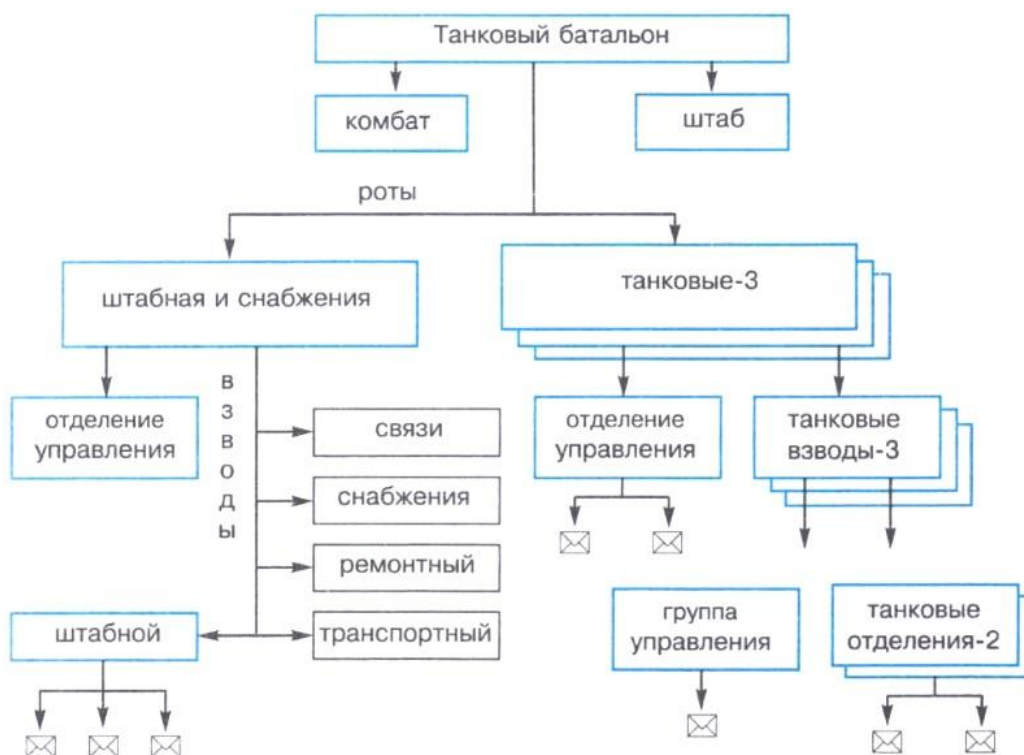 Танковый батальон
комбат
штаб
роты
штабная и снабжения
танковые-3
взводы
отделение
управления
связи
снабжения
ремонтный
транспортный
штабной
отделение
управления
танковые
взводы-3
группа
управления
танковые
отделения-2